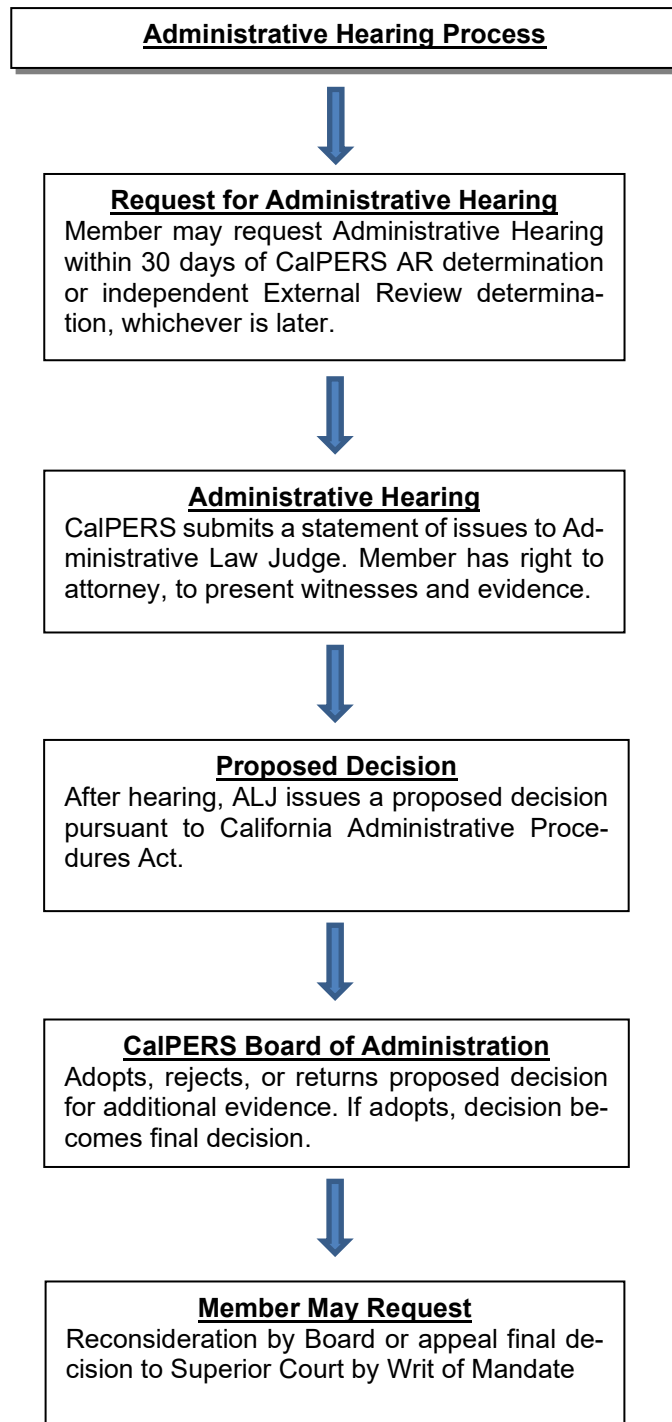 Administrative Hearing Process
Request for Administrative Hearing
Member may request Administrative Hearing
within 30 days of CalPERS AR determination
or independent External Review determina-
tion, whichever is later.
Administrative Hearing
CalPERS submits a statement of issues to Ad-
ministrative Law Judge. Member has right to
attorney, to present witnesses and evidence.
Proposed Decision
After hearing, ALJ issues a proposed decision
pursuant to California Administrative Proce-
dures Act.
CalPERS Board of Administration
Adopts, rejects, or returns proposed decision
for additional evidence. If adopts, decision be-
comes final decision.
Member May Request
Reconsideration by Board or appeal final de-
cision to Superior Court by Writ of Mandate